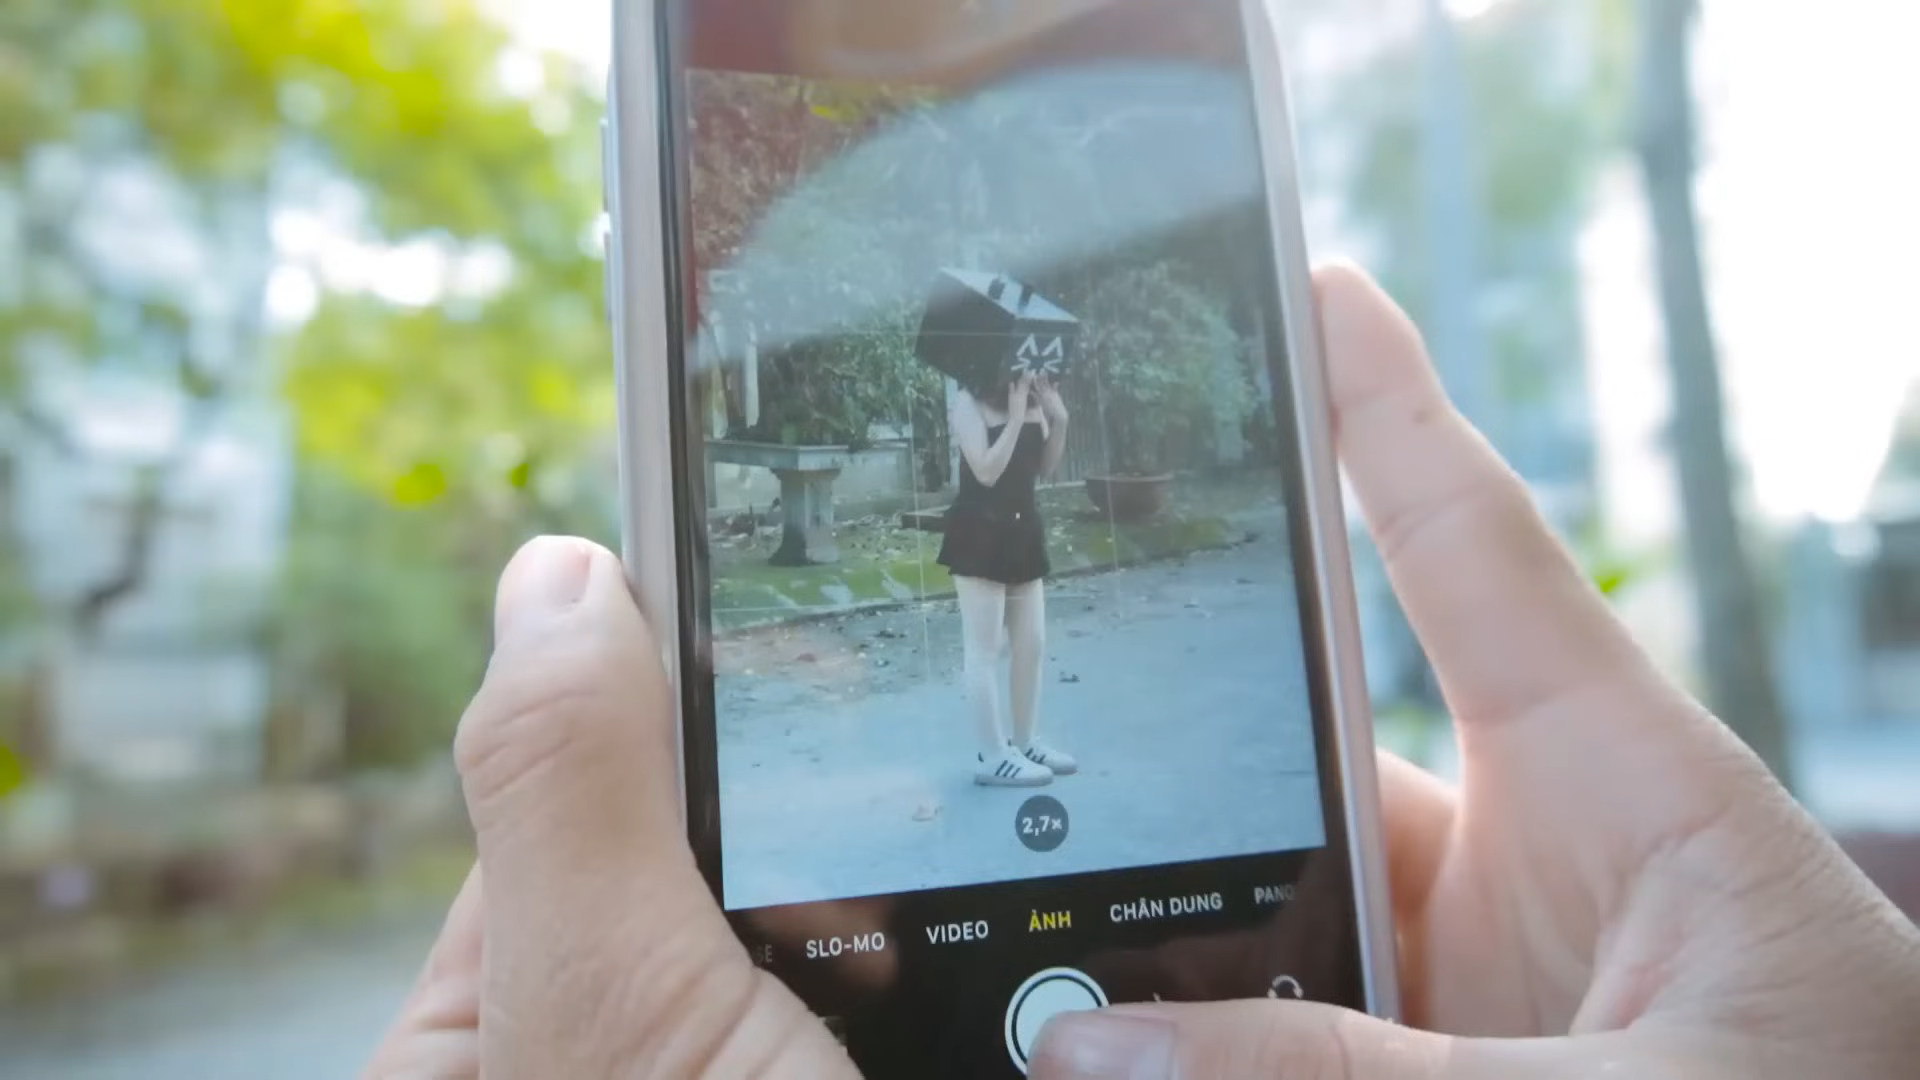 2,7×
SLO-MO VIDEO ẢNH CHÂN DUNG